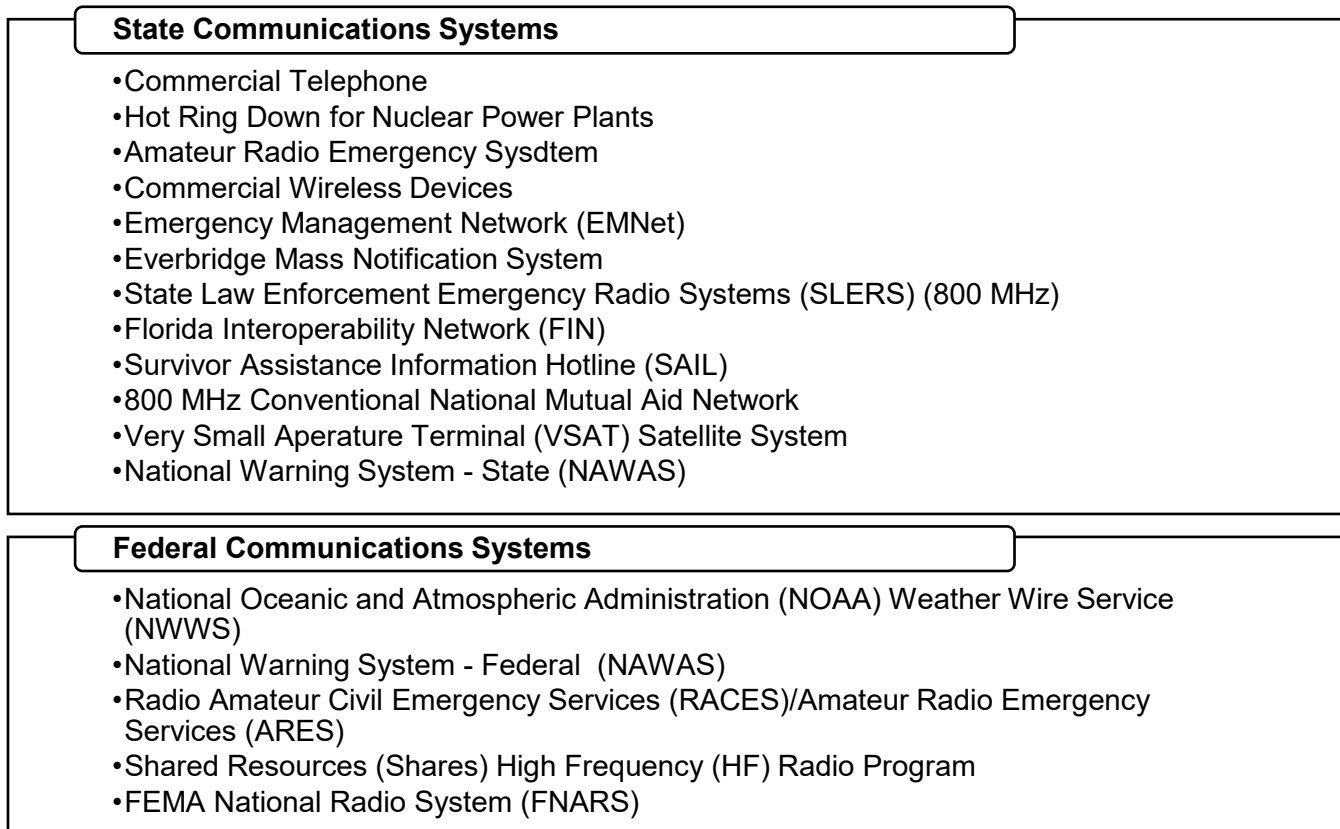 State Communications Systems
•Commercial Telephone
•Hot Ring Down for Nuclear Power Plants
•Amateur Radio Emergency Sysdtem
•Commercial Wireless Devices
•Emergency Management Network (EMNet)
•Everbridge Mass Notification System
•State Law Enforcement Emergency Radio Systems (SLERS) (800 MHz)
•Florida Interoperability Network (FIN)
•Survivor Assistance Information Hotline (SAIL)
•800 MHz Conventional National Mutual Aid Network
•Very Small Aperature Terminal (VSAT) Satellite System
•National Warning System - State (NAWAS)
Federal Communications Systems
•National Oceanic and Atmospheric Administration (NOAA) Weather Wire Service
(NWWS)
•National Warning System - Federal  (NAWAS)
•Radio Amateur Civil Emergency Services (RACES)/Amateur Radio Emergency
Services (ARES)
•Shared Resources (Shares) High Frequency (HF) Radio Program
•FEMA National Radio System (FNARS)